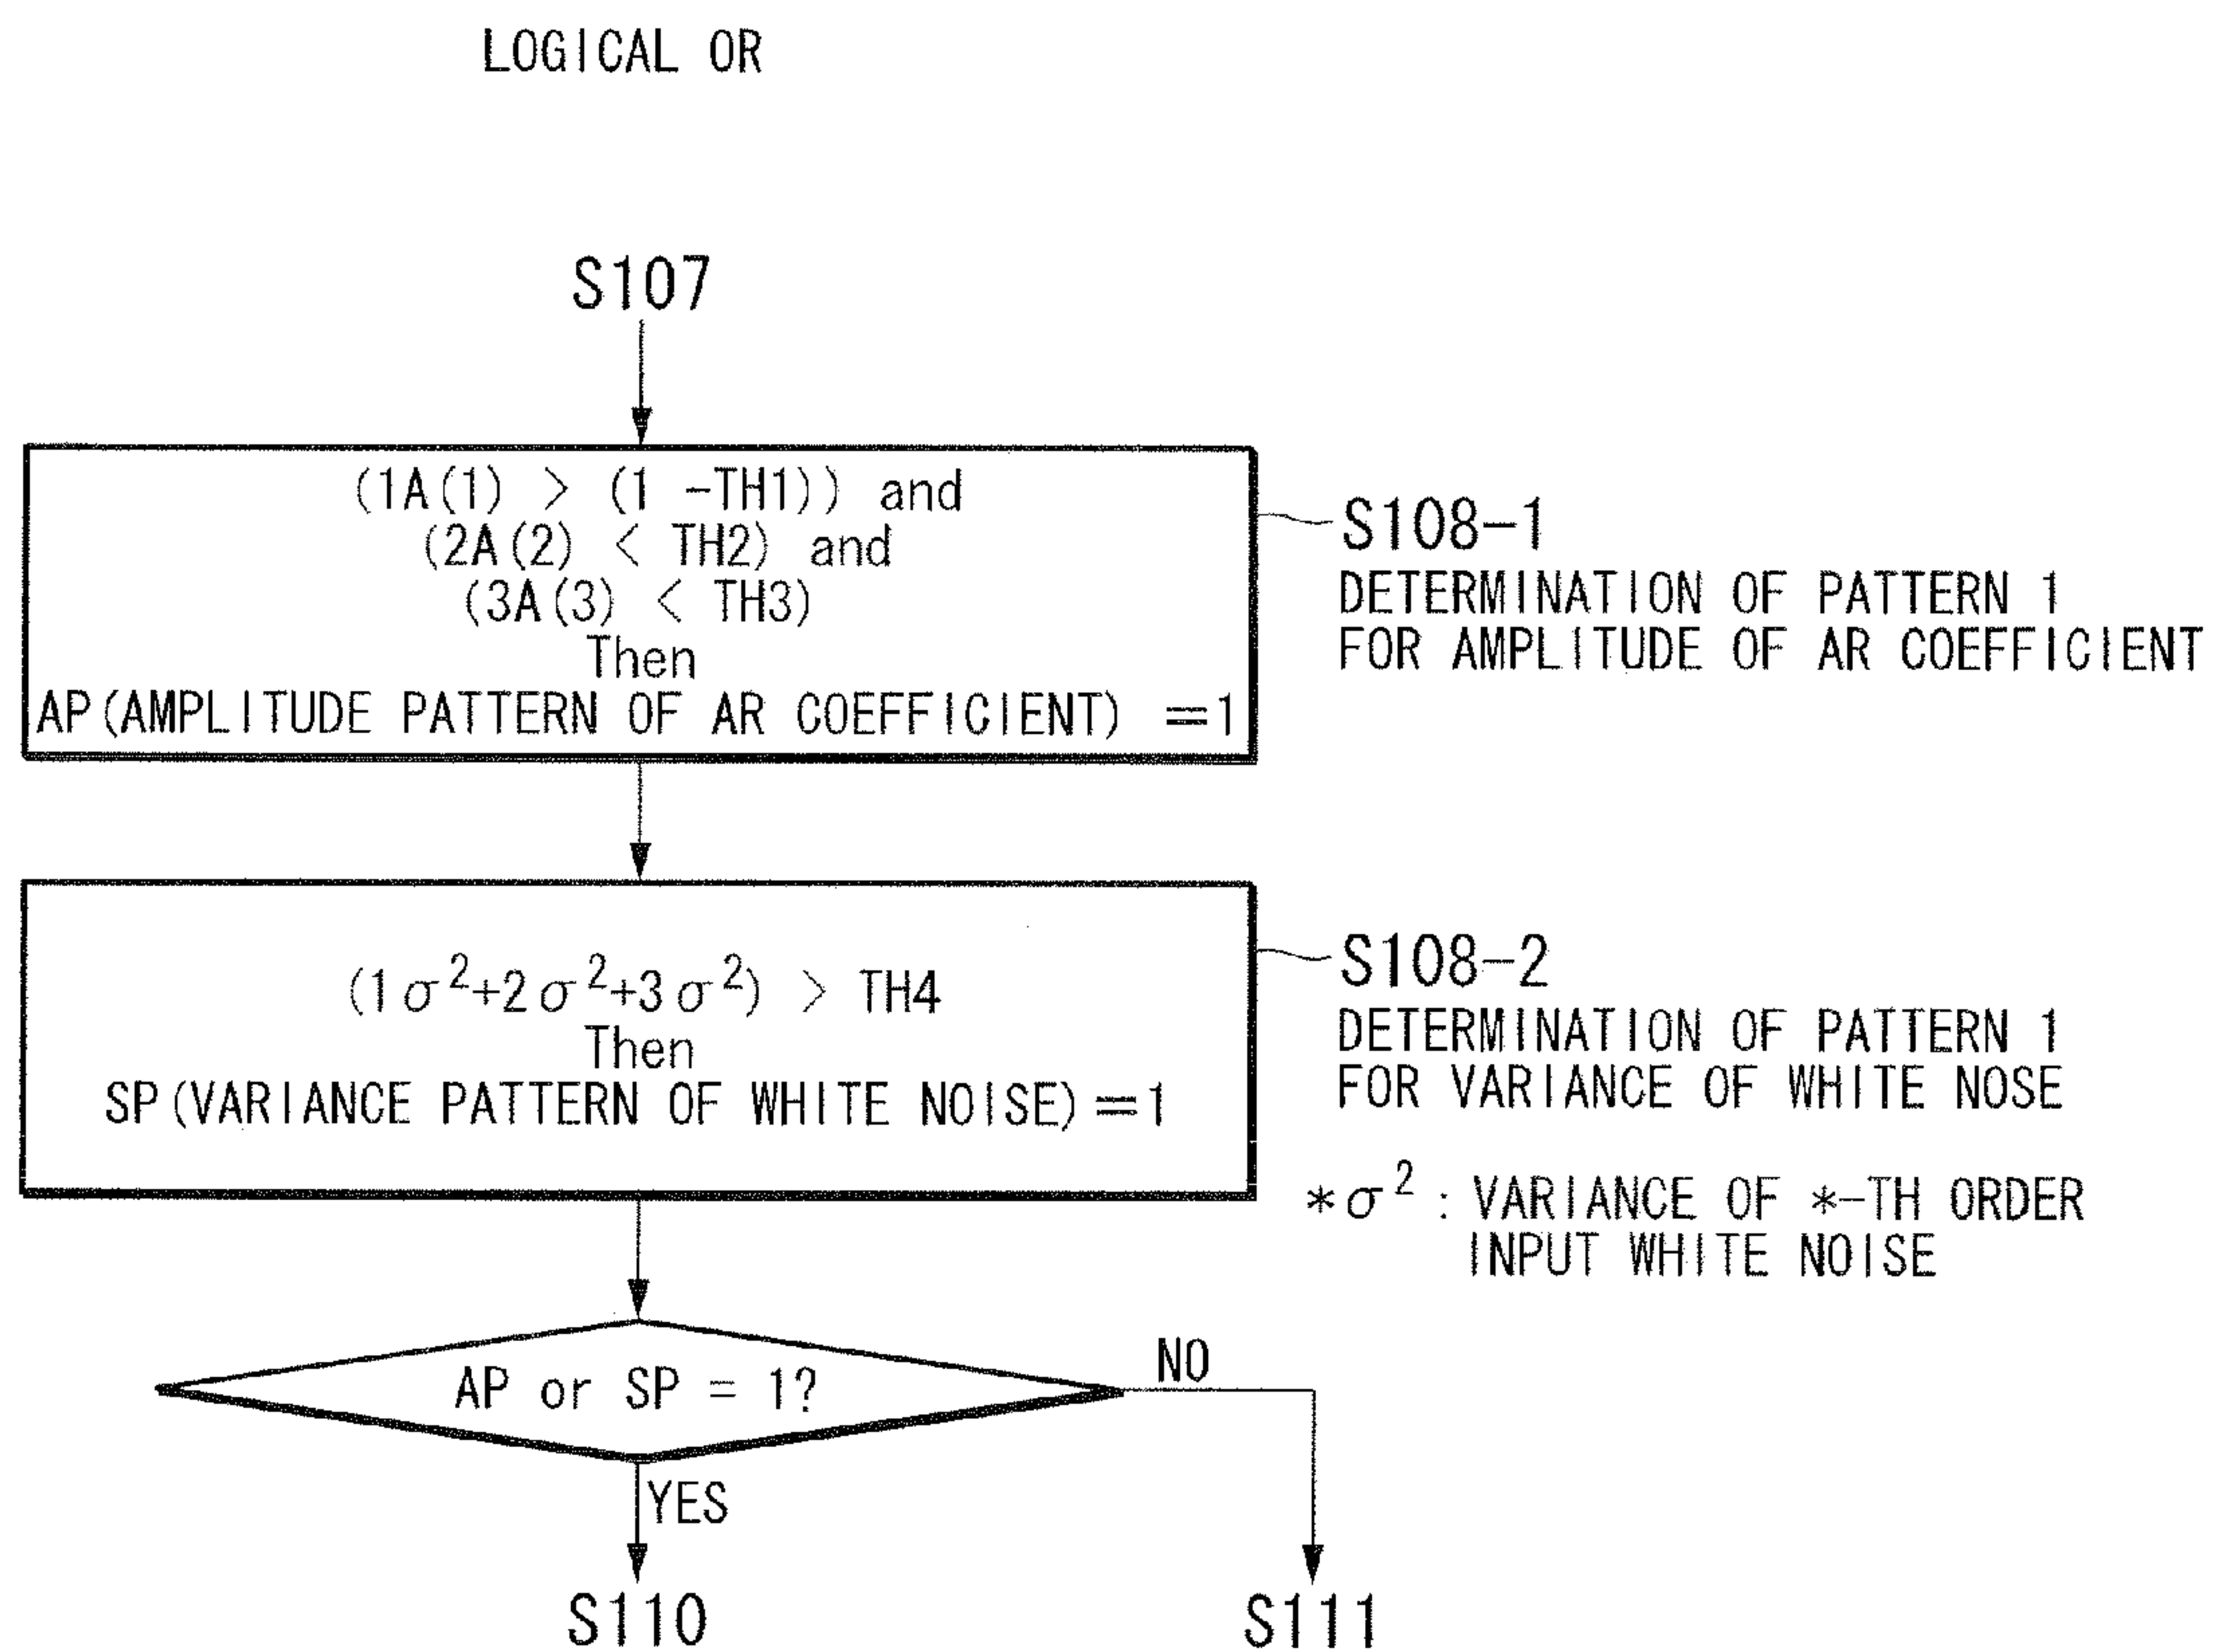 LOGICAL OR
S107
(1A(1) > (1 -TH1)) and
(2A(2) < TH2) and
(3A(3) < TH3)
Then
AP(AMPLITUDE PATTERN OF AR COEFFICIENT) =1
S108-1
DETERMINATION OF PATTERN 1
FOR AMPLITUDE OF AR COEFFICIENT
(1σ²+2σ²+3σ²) > TH4
Then
SP(VARIANCE PATTERN OF WHITE NOISE)=1
S108-2
DETERMINATION OF PATTERN 1
FOR VARIANCE OF WHITE NOSE
*σ² : VARIANCE OF *-TH ORDER
INPUT WHITE NOISE
AP or SP = 1?
NO
YES
S110
S111